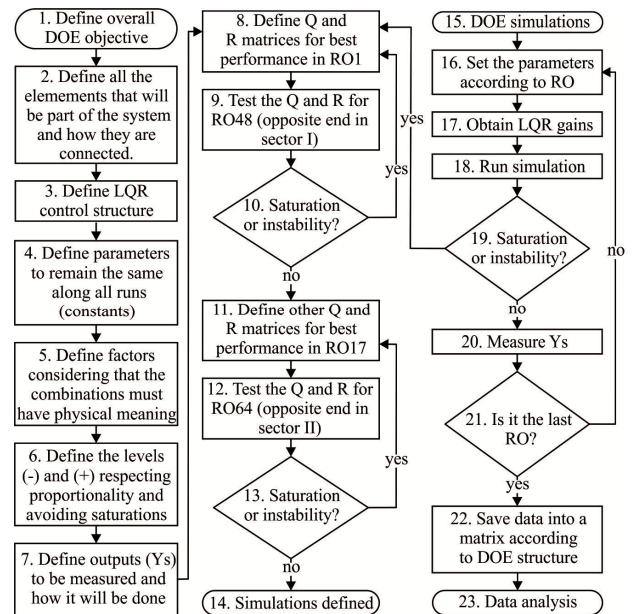 1. Define overall
DOE objective
2. Define all the
elemements that will
be part of the system
and how they are
connected.
3. Define LQR
control structure
4. Define parameters
to remain the same
along all runs
(constants)
5. Define factors
considering that the
combinations must
have physical meaning
6. Define the levels
(-) and (+) respecting
proportionality and
avoiding saturations
7. Define outputs (Ys)
to be measured and
how it will be done
8. Define Q and
R matrices for best
performance in RO1
9. Test the Q and R for
RO48 (opposite end in
sector I)
yes
10. Saturation
or instability?
no
11. Define other Q and
R matrices for best
performance in RO17
12. Test the Q and R for
RO64 (opposite end in
sector II)
yes
13. Saturation
or instability?
no
14. Simulations defined
15. DOE simulations
16. Set the parameters
according to RO
17. Obtain LQR gains
18. Run simulation
yes
19. Saturation
or instability?
no
20. Measure Ys
21. Is it the last
RO?
no
yes
22. Save data into a
matrix according
to DOE structure
23. Data analysis